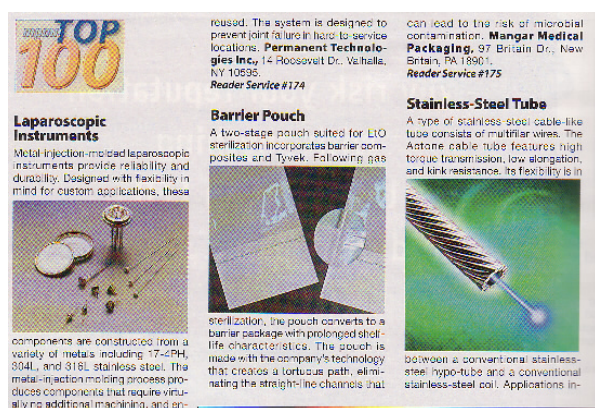 TOP
100
Laparoscopic
Instruments
Metal-injection-molded laparoscopic
instruments provide reliability and
durability. Designed with flexibility in
mind for custom applications, these
components are constructed from a
variety of metals including 17-4PH,
304L, and 316L stainless steel. The
metal-injection molding process pro-
duces components that require virtu-
ally no additional machining, and en-
reused. The system is designed to
prevent joint failure in hard-to-service
locations. Permanent Technolo-
gies Inc., 14 Roosevelt Dr., Valhalla,
NY 10595.
Reader Service #174
Barrier Pouch
A two-stage pouch suited for EtO
sterilization incorporates barrier com-
posites and Tyvek. Following gas
sterilization, the pouch converts to a
barrier package with prolonged shelf-
life characteristics. The pouch is
made with the company's technology
that creates a tortuous path, elimi-
nating the straight-line channels that
can lead to the risk of microbial
contamination. Mangar Medical
Packaging, 97 Britain Dr., New
Britain, PA 18901.
Reader Service #175
Stainless-Steel Tube
A type of stainless-steel cable-like
tube consists of multifilar wires. The
Actone cable tube features high
torque transmission, low elongation,
and kink resistance. Its flexibility is in
between a conventional stainless-
steel hypo-tube and a conventional
stainless-steel coil. Applications in-